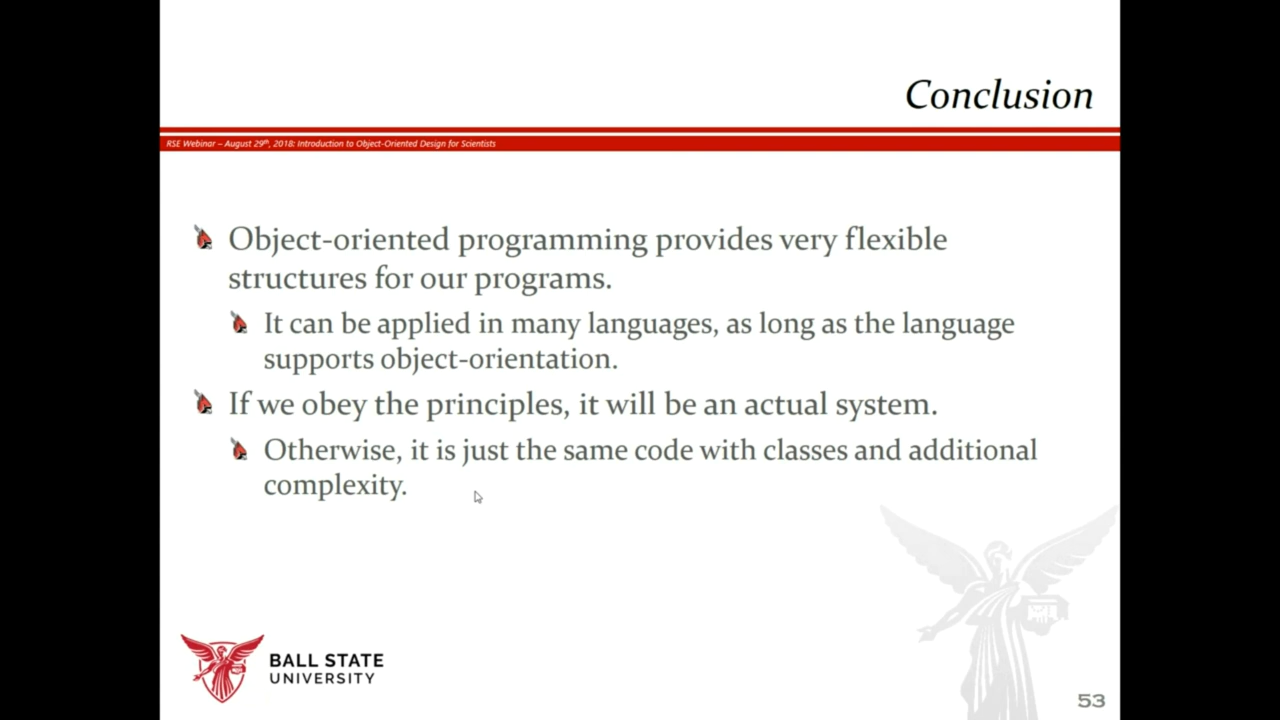 Conclusion
RSE Webinar – August 29th, 2018: Introduction to Object-Oriented Design for Scientists
Object-oriented programming provides very flexible
structures for our programs.
It can be applied in many languages, as long as the language
supports object-orientation.
If we obey the principles, it will be an actual system.
Otherwise, it is just the same code with classes and additional
complexity.
BALL STATE
UNIVERSITY
53